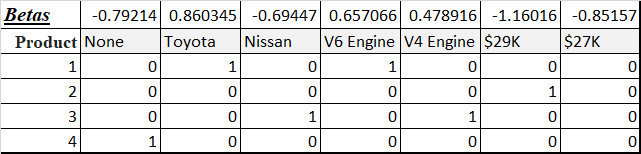 Betas -0.79214 0.860345 -0.69447 0.657066 0.478916 -1.16016 -0.85157
Product None Toyota Nissan V6 Engine V4 Engine $29K $27K
1 0 1 0 1 0 0 0
2 0 0 0 0 0 1 0
3 0 0 1 0 1 0 0
4 1 0 0 0 0 0 0